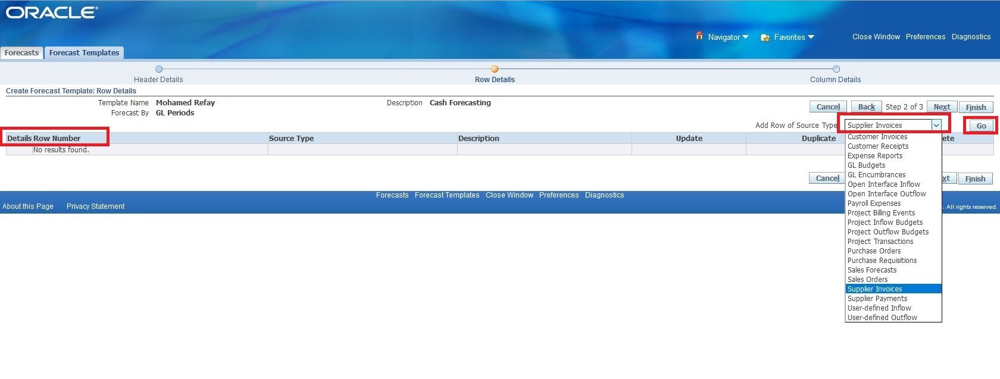 ORACLE®
Navigator Favorites Close Window Preferences Diagnostics
Forecasts Forecast Templates
Header Details Row Details Column Details
Create Forecast Template: Row Details
Template Name Mohamed Refay Description Cash Forecasting
Forecast By GL Periods
Cancel Back Step 2 of 3 Next Finish
Add Row of Source Type Supplier Invoices Go
Details Row Number Source Type Description Update Duplicate ete
No results found.
Customer Invoices
Customer Receipts
Expense Reports
GL Budgets
GL Encumbrances
Open Interface Inflow
Open Interface Outflow
Payroll Expenses
Project Billing Events
Project Inflow Budgets
Project Outflow Budgets
Project Transactions
Purchase Orders
Purchase Requisitions
Sales Forecasts
Sales Orders
Supplier Invoices
Supplier Payments
User-defined Inflow
User-defined Outflow
Cancel xt Finish
Forecasts Forecast Templates Close Window Preferences Diagnostics
About this Page Privacy Statement . All rights reserved.